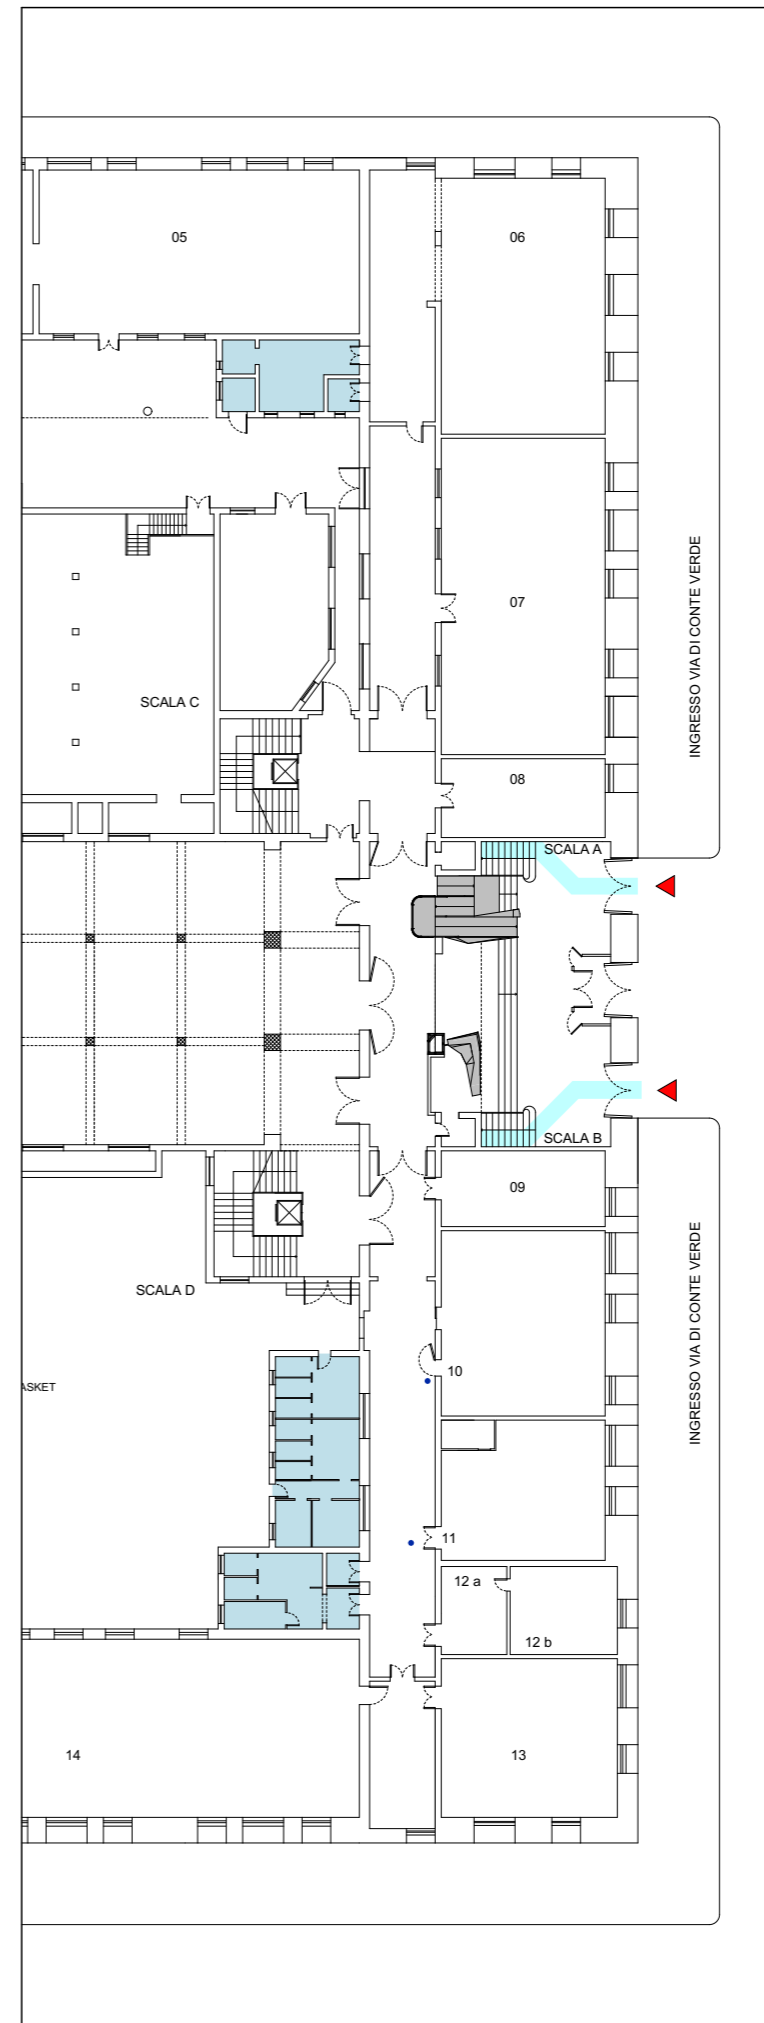 05
06
INGRESSO VIA DI CONTE VERDE
07
SCALA C
08
SCALA A
SCALA B
09
INGRESSO VIA DI CONTE VERDE
SCALA D
10
ASKET
11
12 a
12 b
14
13